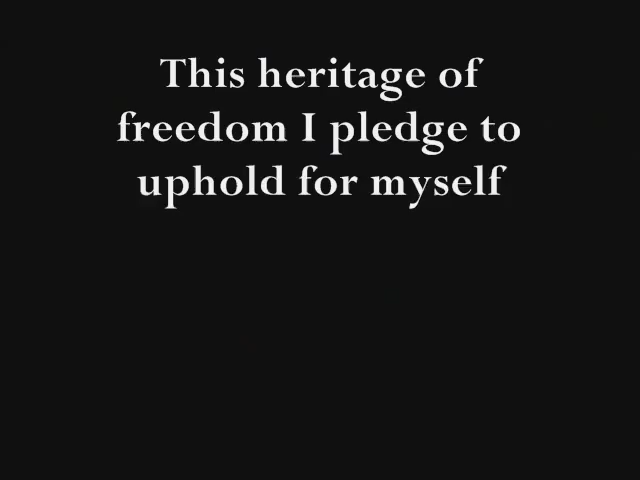 This heritage of
freedom I pledge to
uphold for myself